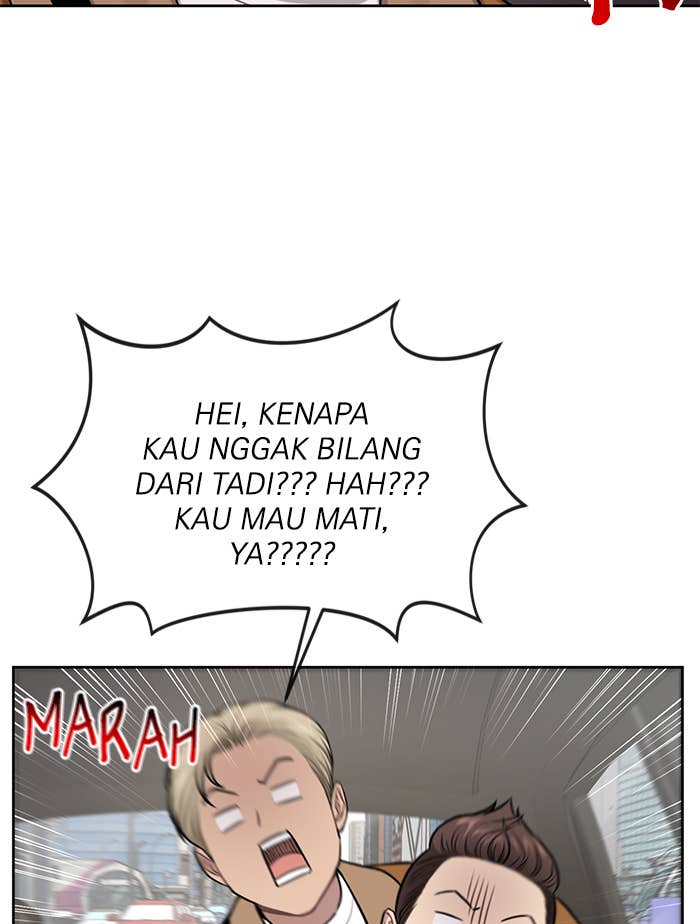 HEI, KENAPA
KAU NGGAK BILANG
DARI TADI??? HAH???
KAU MAU MATI,
YA?????
MARAH